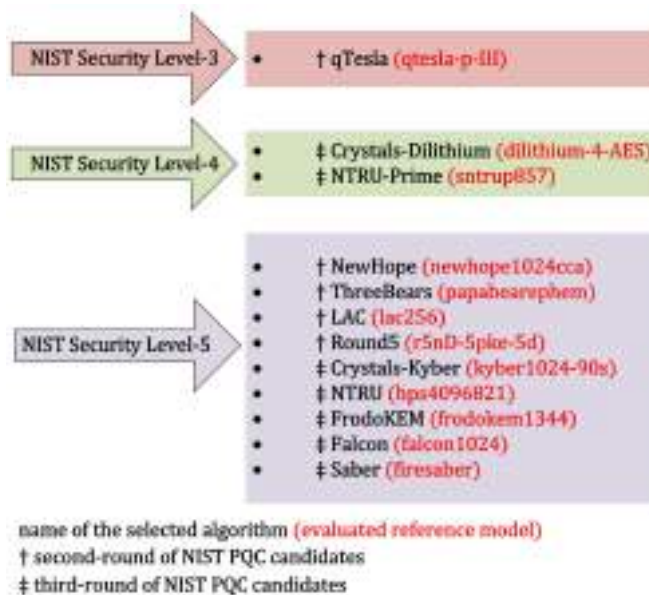 NIST Security Level-3
• † qTesla (qtesla-p-III)
NIST Security Level-4
• ‡ Crystals-Dilithium (dilithium-4-AES)
• ‡ NTRU-Prime (sntrup857)
NIST Security Level-5
• † NewHope (newhope1024cca)
• † ThreeBears (papabearephem)
• † LAC (lac256)
• † Round5 (r5nD-5pke-5d)
• ‡ Crystals-Kyber (kyber1024-90s)
• ‡ NTRU (hps4096821)
• ‡ FrodoKEM (frodokem1344)
• ‡ Falcon (falcon1024)
• ‡ Saber (firesaber)
name of the selected algorithm (evaluated reference model)
† second-round of NIST PQC candidates
‡ third-round of NIST PQC candidates